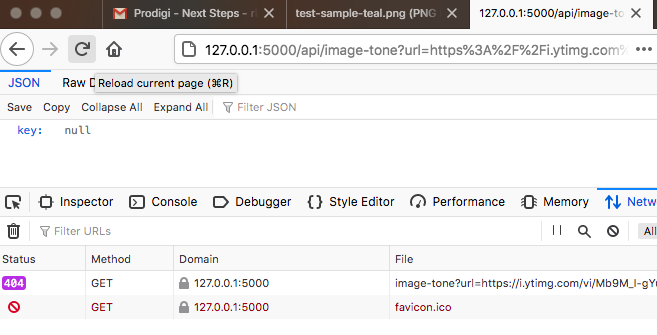 Prodigi - Next Steps - r
test-sample-teal.png (PNG
127.0.0.1:5000/api/image-to
127.0.0.1:5000/api/image-tone?url=https%3A%2F%2Fi.ytimg.com%
JSON
Raw D
Reload current page (⌘R)
Save Copy Collapse All Expand All Filter JSON
key: null
Inspector Console Debugger Style Editor Performance Memory Netw
Filter URLs All
Status Method Domain File
404 GET 127.0.0.1:5000 image-tone?url=https://i.ytimg.com/vi/Mb9M_I-gY
GET 127.0.0.1:5000 favicon.ico